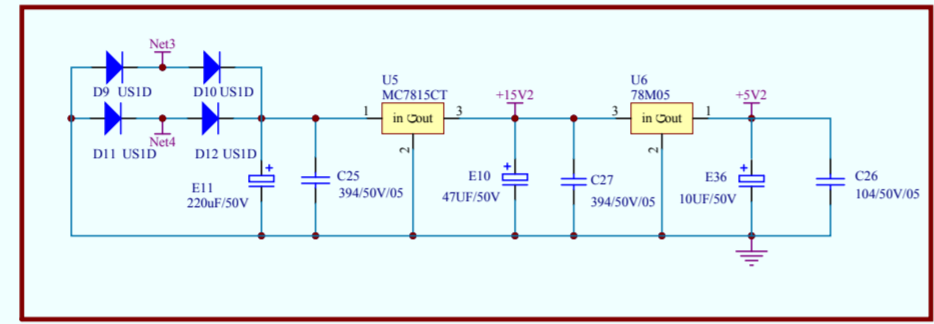 Net3
D9 US1D
D10 US1D
Net4
D11 US1D
D12 US1D
E11
220uF/50V
C25
394/50V/05
U5
MC7815CT
1
in
out
3
2
+15V2
E10
47UF/50V
C27
394/50V/05
U6
78M05
3
in
out
1
2
+5V2
E36
10UF/50V
C26
104/50V/05